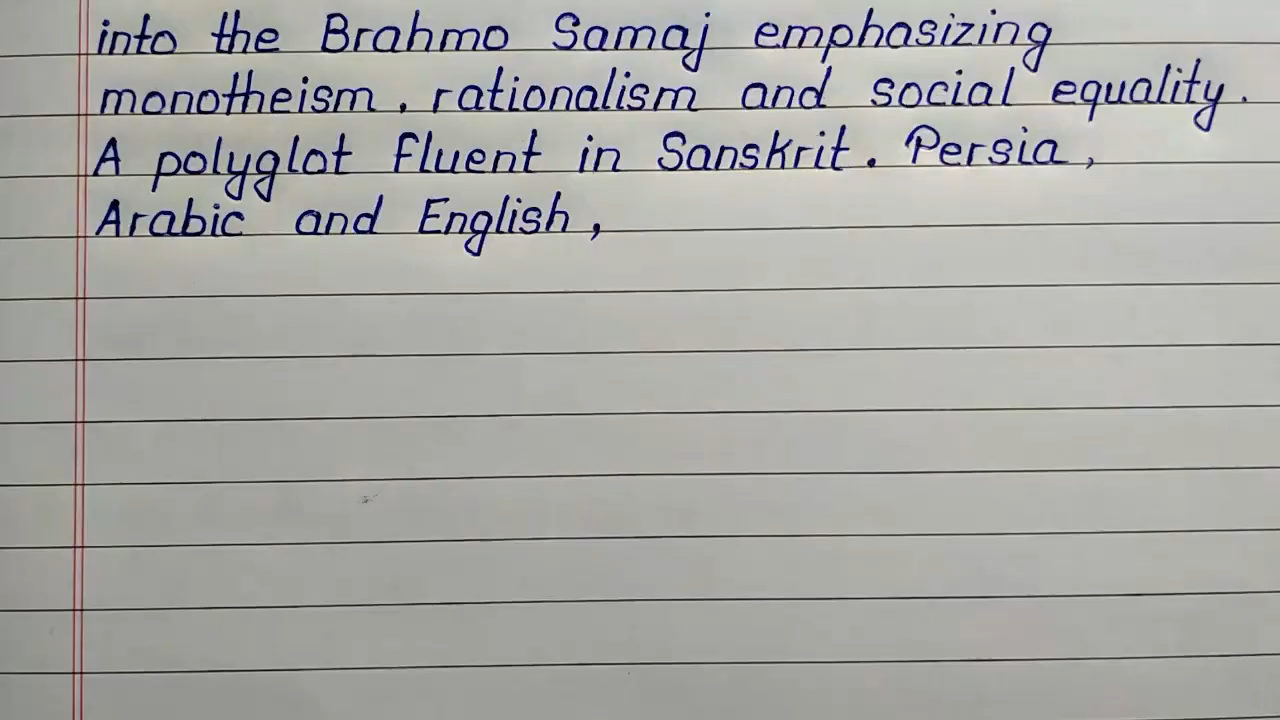 into the Brahmo Samaj emphasizing
monotheism, rationalism and social equality.
A polyglot fluent in Sanskrit. Persia,
Arabic and English,